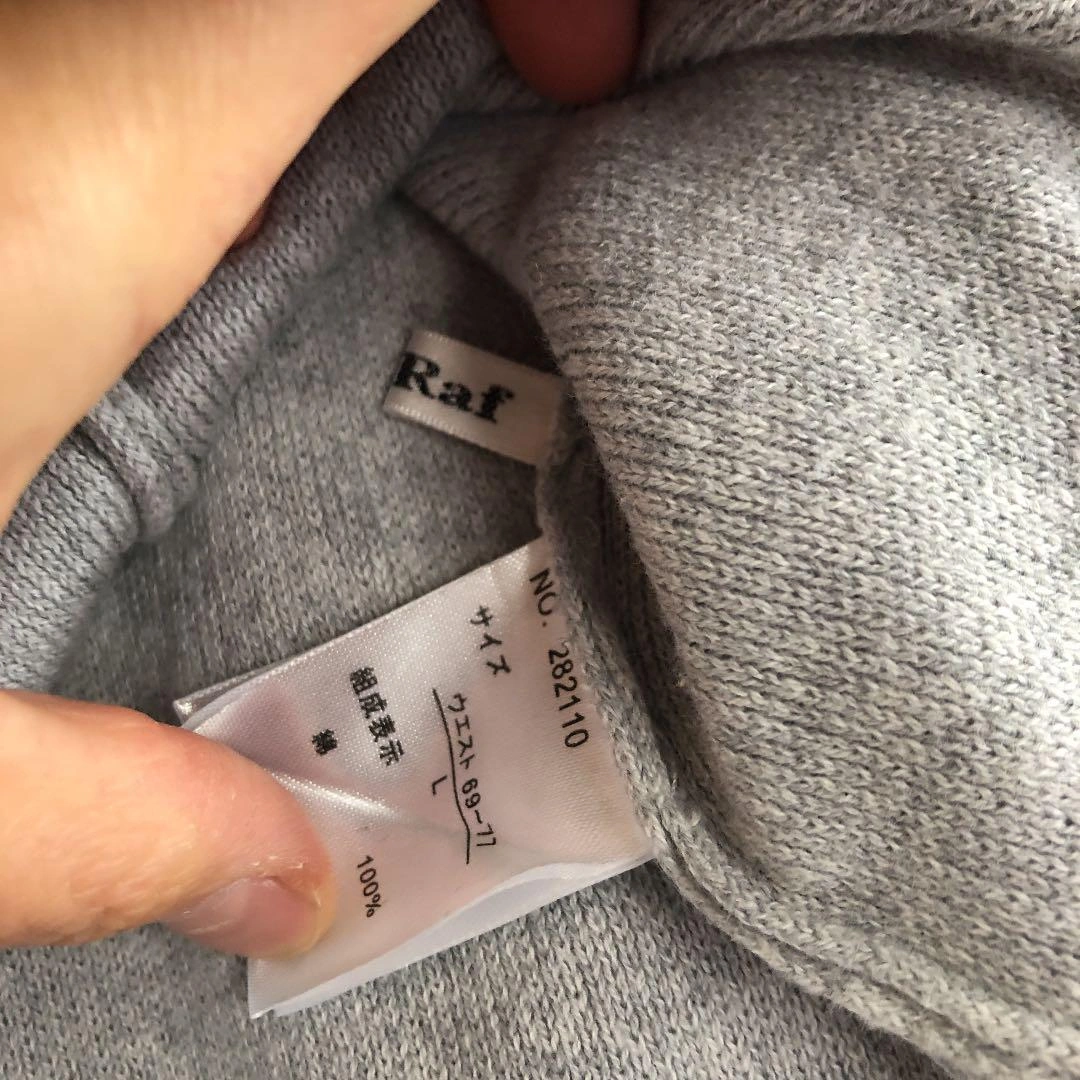 Raf
NO. 282110
サイズ
ウエスト 69-77
L
組成表示
綿 100%